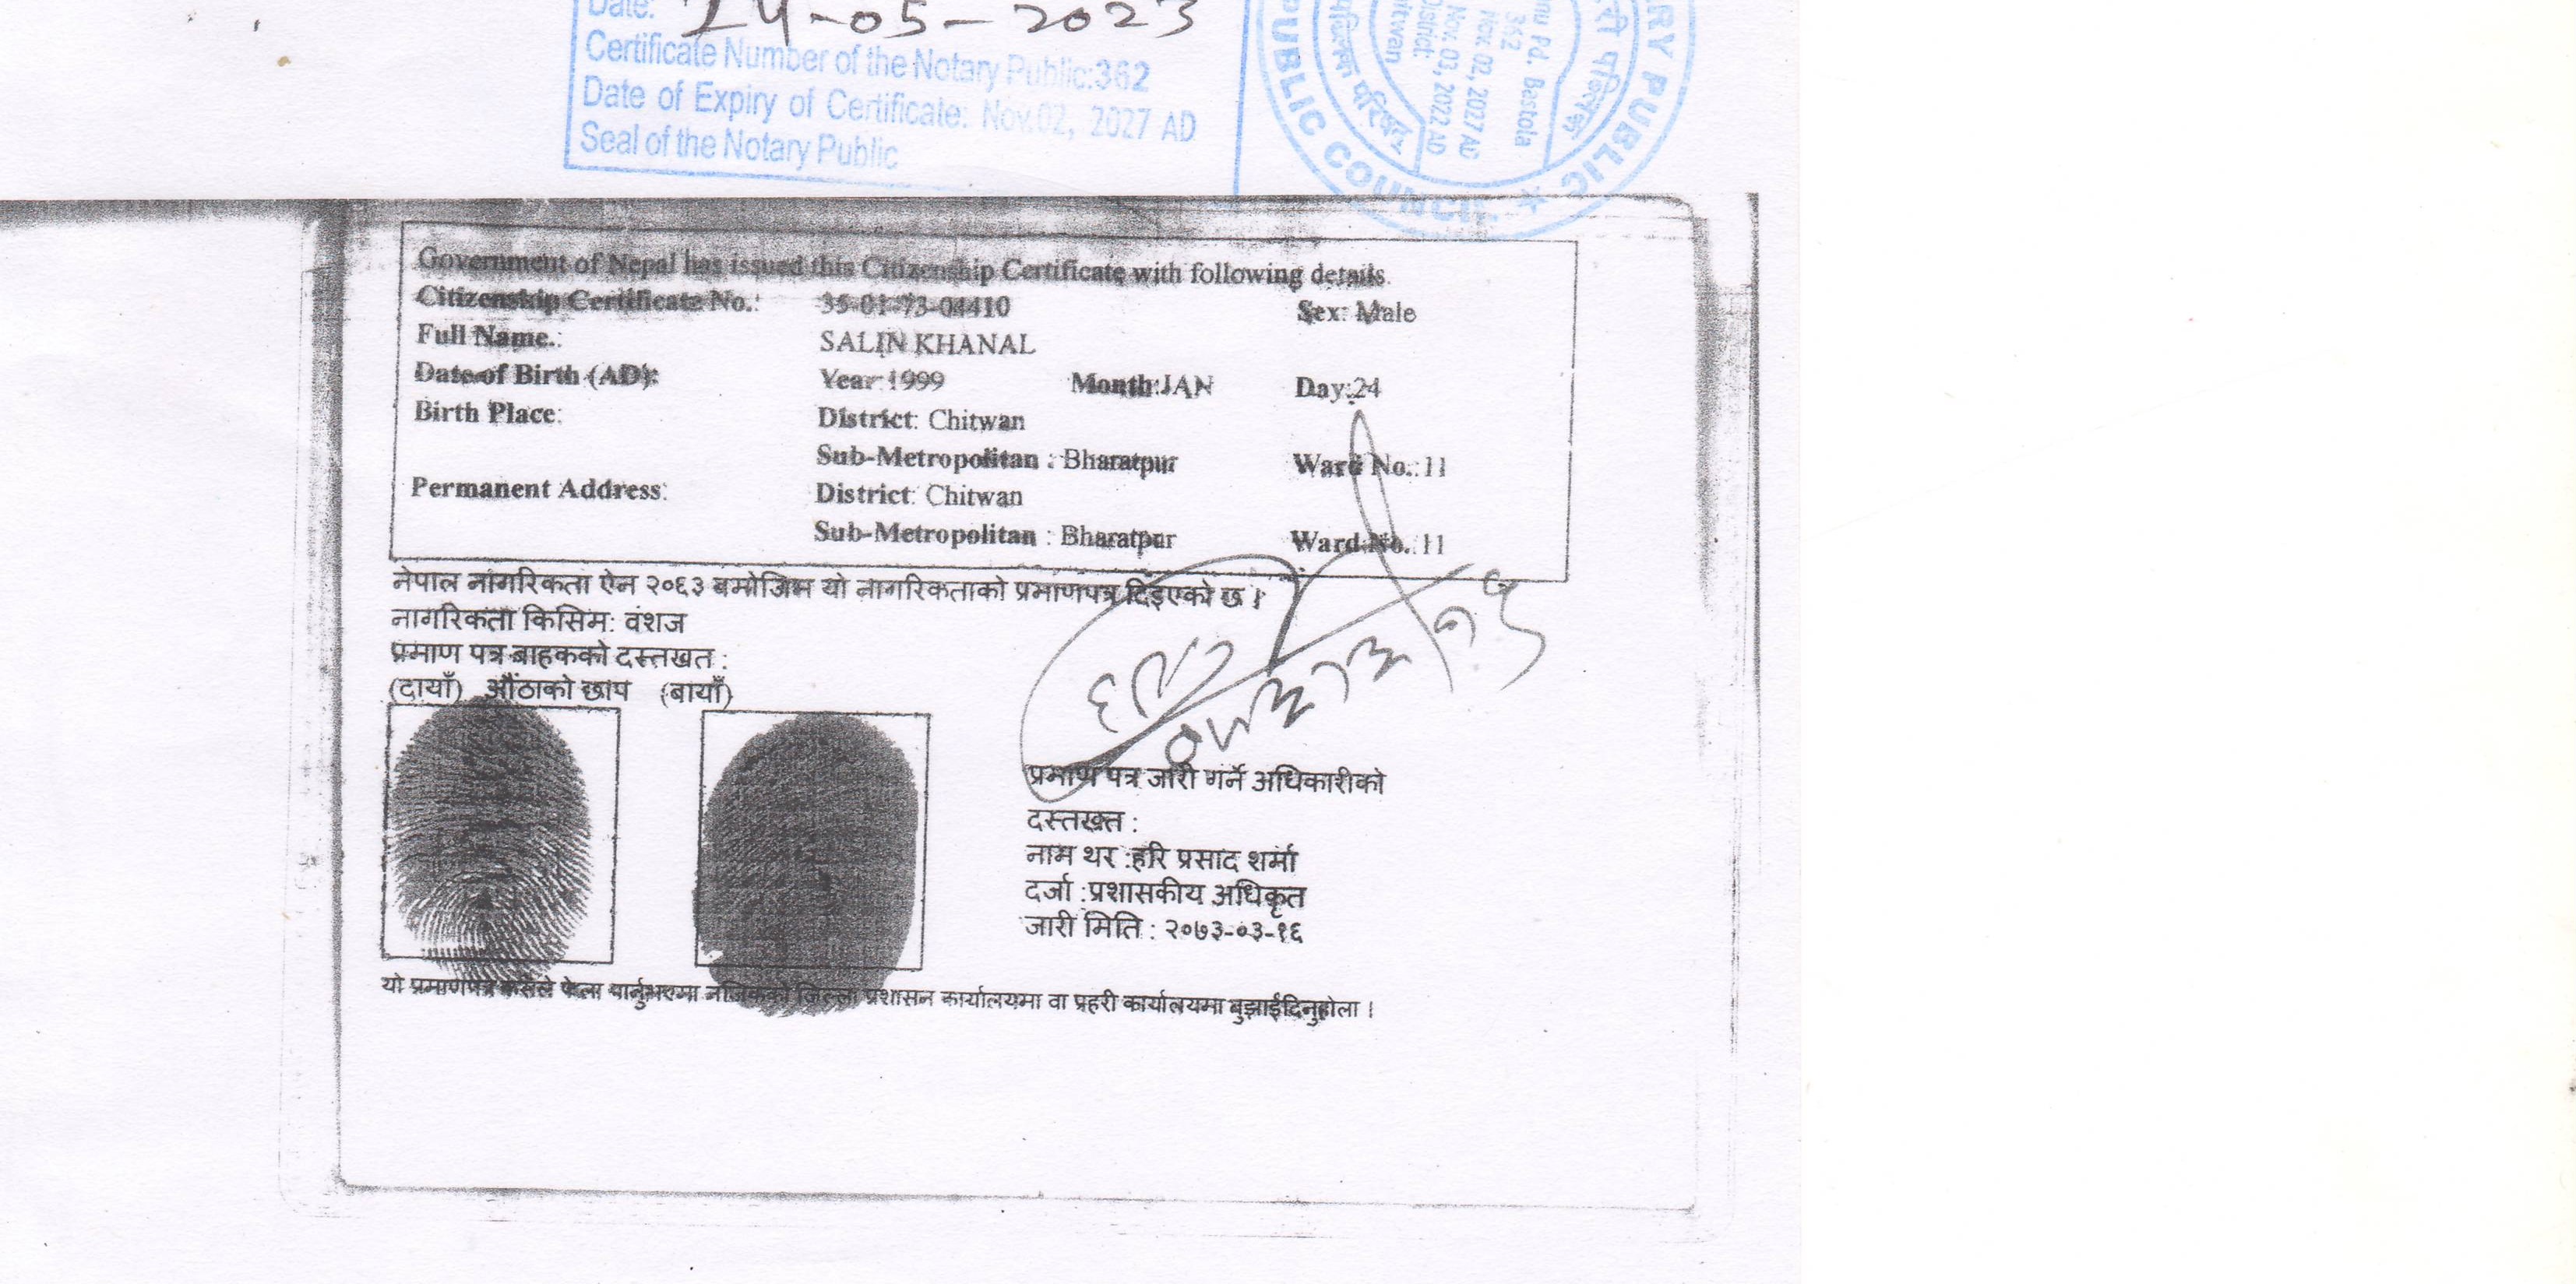 Date: 24-05-2023
Certificate Number of the Notary Public:362
Date of Expiry of Certificate: Nov.02, 2027 AD
Seal of the Notary Public
NOTARY PUBLIC
PUBLIC COUNCIL
Pd. Bastola
362
Nov. 02, 2027 AD
Nov. 03, 2022 AD
District:
Government of Nepal has issued this Citizenship Certificate with following details.
Citizenship Certificate No.: 35-01-73-04410 Sex: Male
Full Name.: SALIN KHANAL
Date of Birth (AD): Year:1999 Month:JAN Day:24
Birth Place: District: Chitwan
Sub-Metropolitan : Bharatpur Ward No.:11
Permanent Address: District: Chitwan
Sub-Metropolitan : Bharatpur Ward No.:11
नेपाल नागरिकता ऐन २०६३ बमोजिम यो नागरिकताको प्रमाणपत्र दिइएको छ।
नागरिकता किसिम: वंशज
प्रमाण पत्र बाहकको दस्तखत :
(दायाँ) औंठाको छाप (बायाँ)
प्रमाण पत्र जारी गर्ने अधिकारीको
दस्तखत :
नाम थर :हरि प्रसाद शर्मा
दर्जा :प्रशासकीय अधिकृत
जारी मिति : २०७३-०३-१६
यो प्रमाणपत्र कसैले फेला पार्नुभएमा नजिकको जिल्ला प्रशासन कार्यालयमा वा प्रहरी कार्यालयमा बुझाईदिनुहोला ।